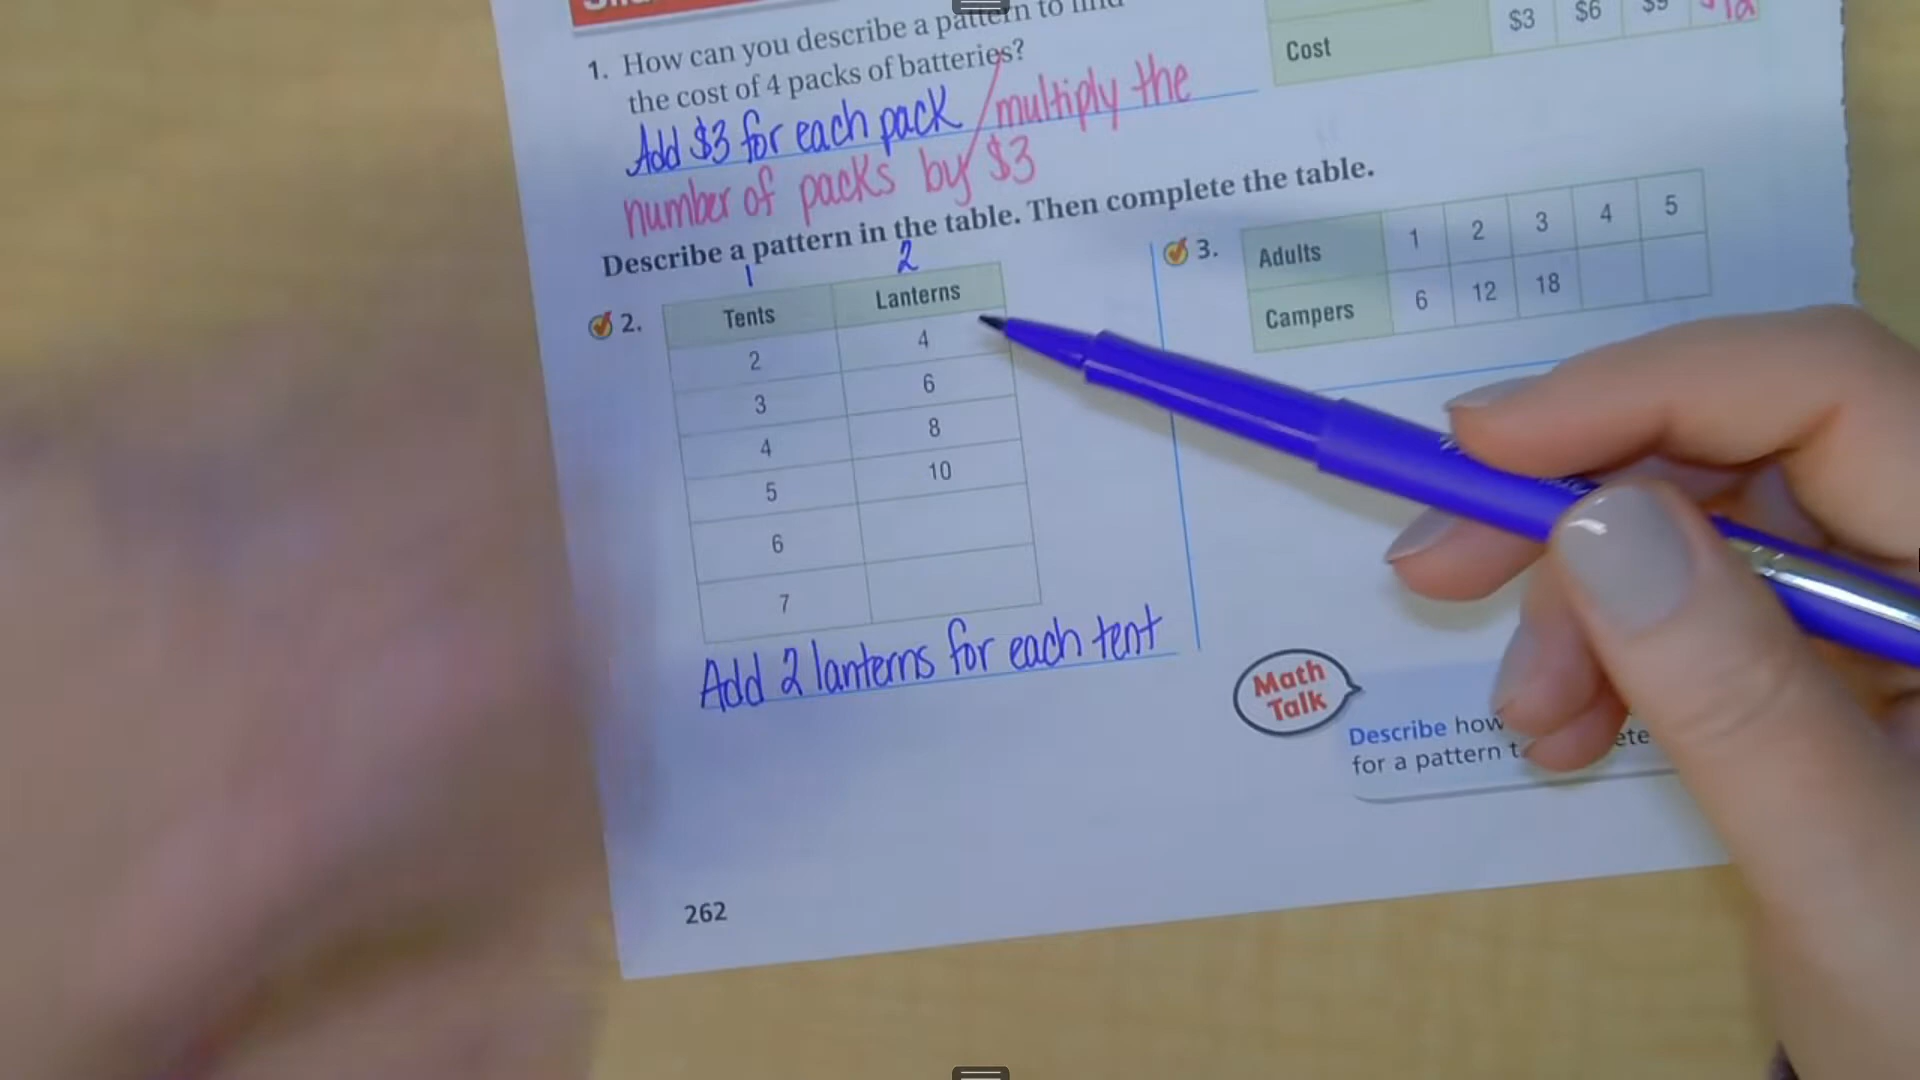 1. How can you describe a pattern to find
the cost of 4 packs of batteries?
Add $3 for each pack / multiply the
number of packs by $3
Cost $3 $6 $9
Describe a pattern in the table. Then complete the table.
1 2
2. Tents Lanterns
2 4
3 6
4 8
5 10
6
7
Add 2 lanterns for each tent
3. Adults 1 2 3 4 5
Campers 6 12 18
Math
Talk
Describe how
for a pattern
262